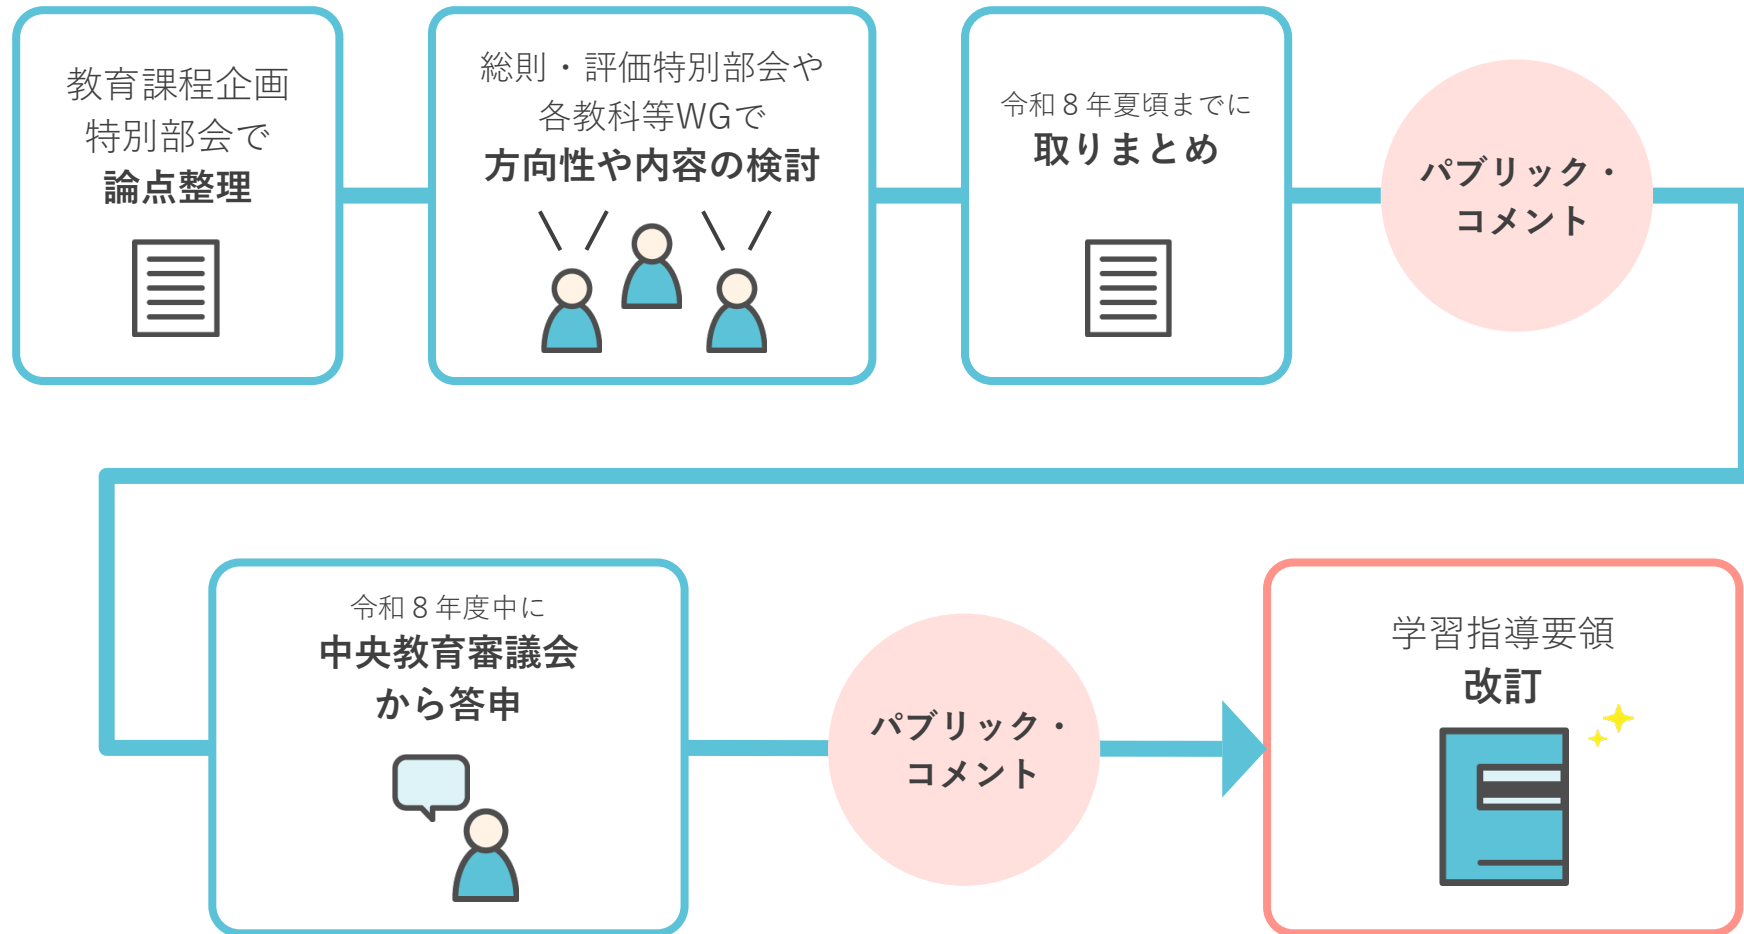 教育課程企画
特別部会で
論点整理
総則・評価特別部会や
各教科等WGで
方向性や内容の検討
令和８年夏頃までに
取りまとめ
パブリック・
コメント
令和８年度中に
中央教育審議会
から答申
パブリック・
コメント
学習指導要領
改訂